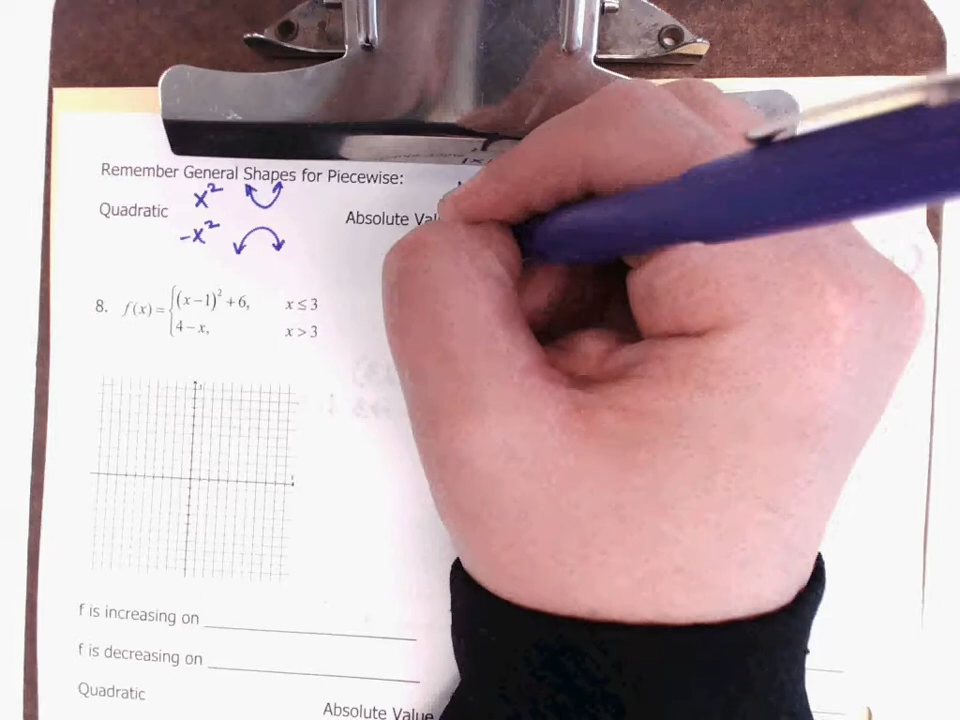 Remember General Shapes for Piecewise:
x²
Quadratic
Absolute
-x²
8. f(x) = { (x-1)² + 6, x ≤ 3
4 - x, x > 3
f is increasing on
f is decreasing on
Quadratic
Absolute Value